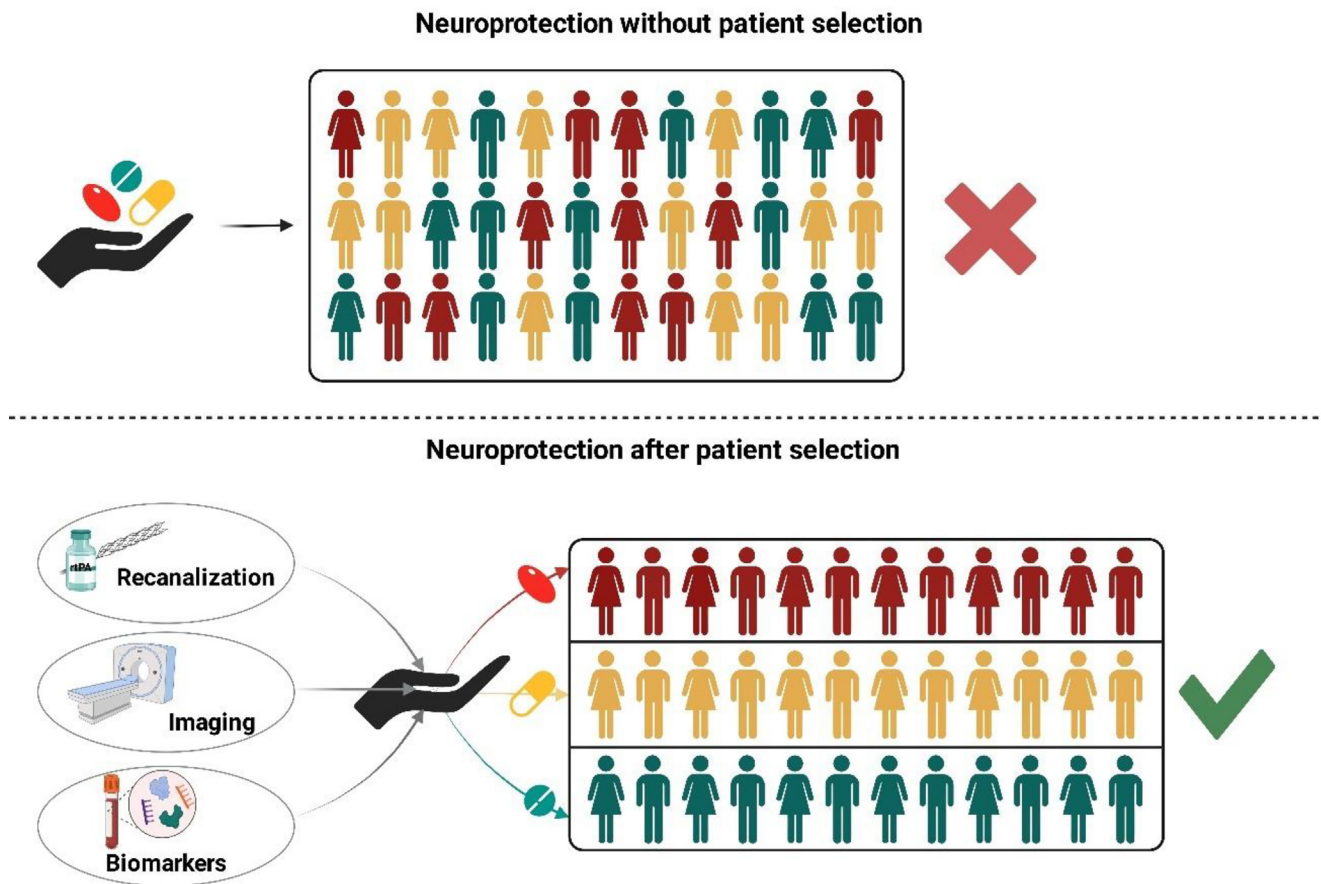 Neuroprotection without patient selection
Neuroprotection after patient selection
rtPA
Recanalization
Imaging
Biomarkers